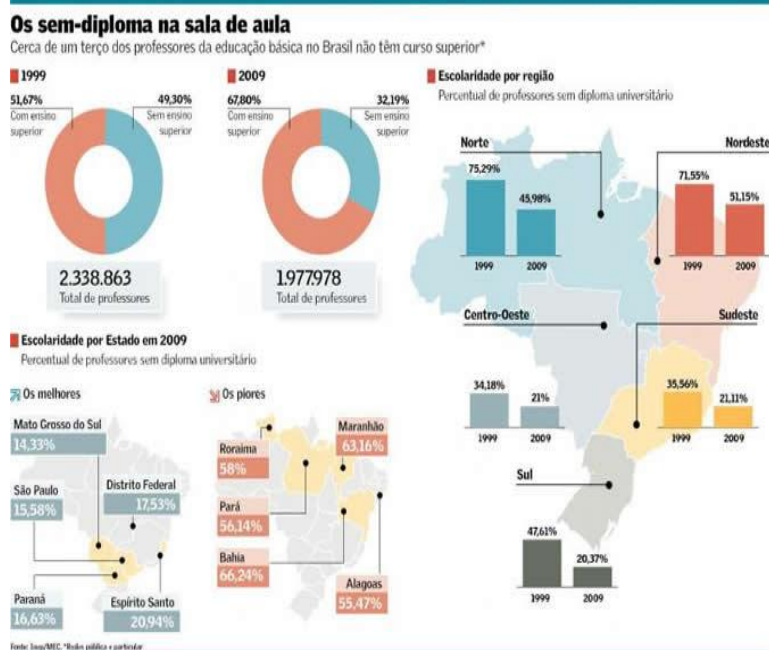 Os sem-diploma na sala de aula
Cerca de um terço dos professores da educação básica no Brasil não têm curso superior*
1999
51,67%
Com ensino
superior
49,30%
Sem ensino
superior
2.338.863
Total de professores
2009
67,80%
Com ensino
superior
32,19%
Sem ensino
superior
1.977.978
Total de professores
Escolaridade por região
Percentual de professores sem diploma universitário
Norte
75,29%
45,98%
1999 2009
Nordeste
71,55%
51,15%
1999 2009
Centro-Oeste
34,18%
21%
1999 2009
Sudeste
35,56%
21,11%
1999 2009
Sul
47,61%
20,37%
1999 2009
Escolaridade por Estado em 2009
Percentual de professores sem diploma universitário
Os melhores
Mato Grosso do Sul
14,33%
São Paulo
15,58%
Distrito Federal
17,53%
Paraná
16,63%
Espírito Santo
20,94%
Os piores
Maranhão
63,16%
Roraima
58%
Pará
56,14%
Bahia
66,24%
Alagoas
55,47%
Fonte: Inep/MEC. *Redes pública e particular